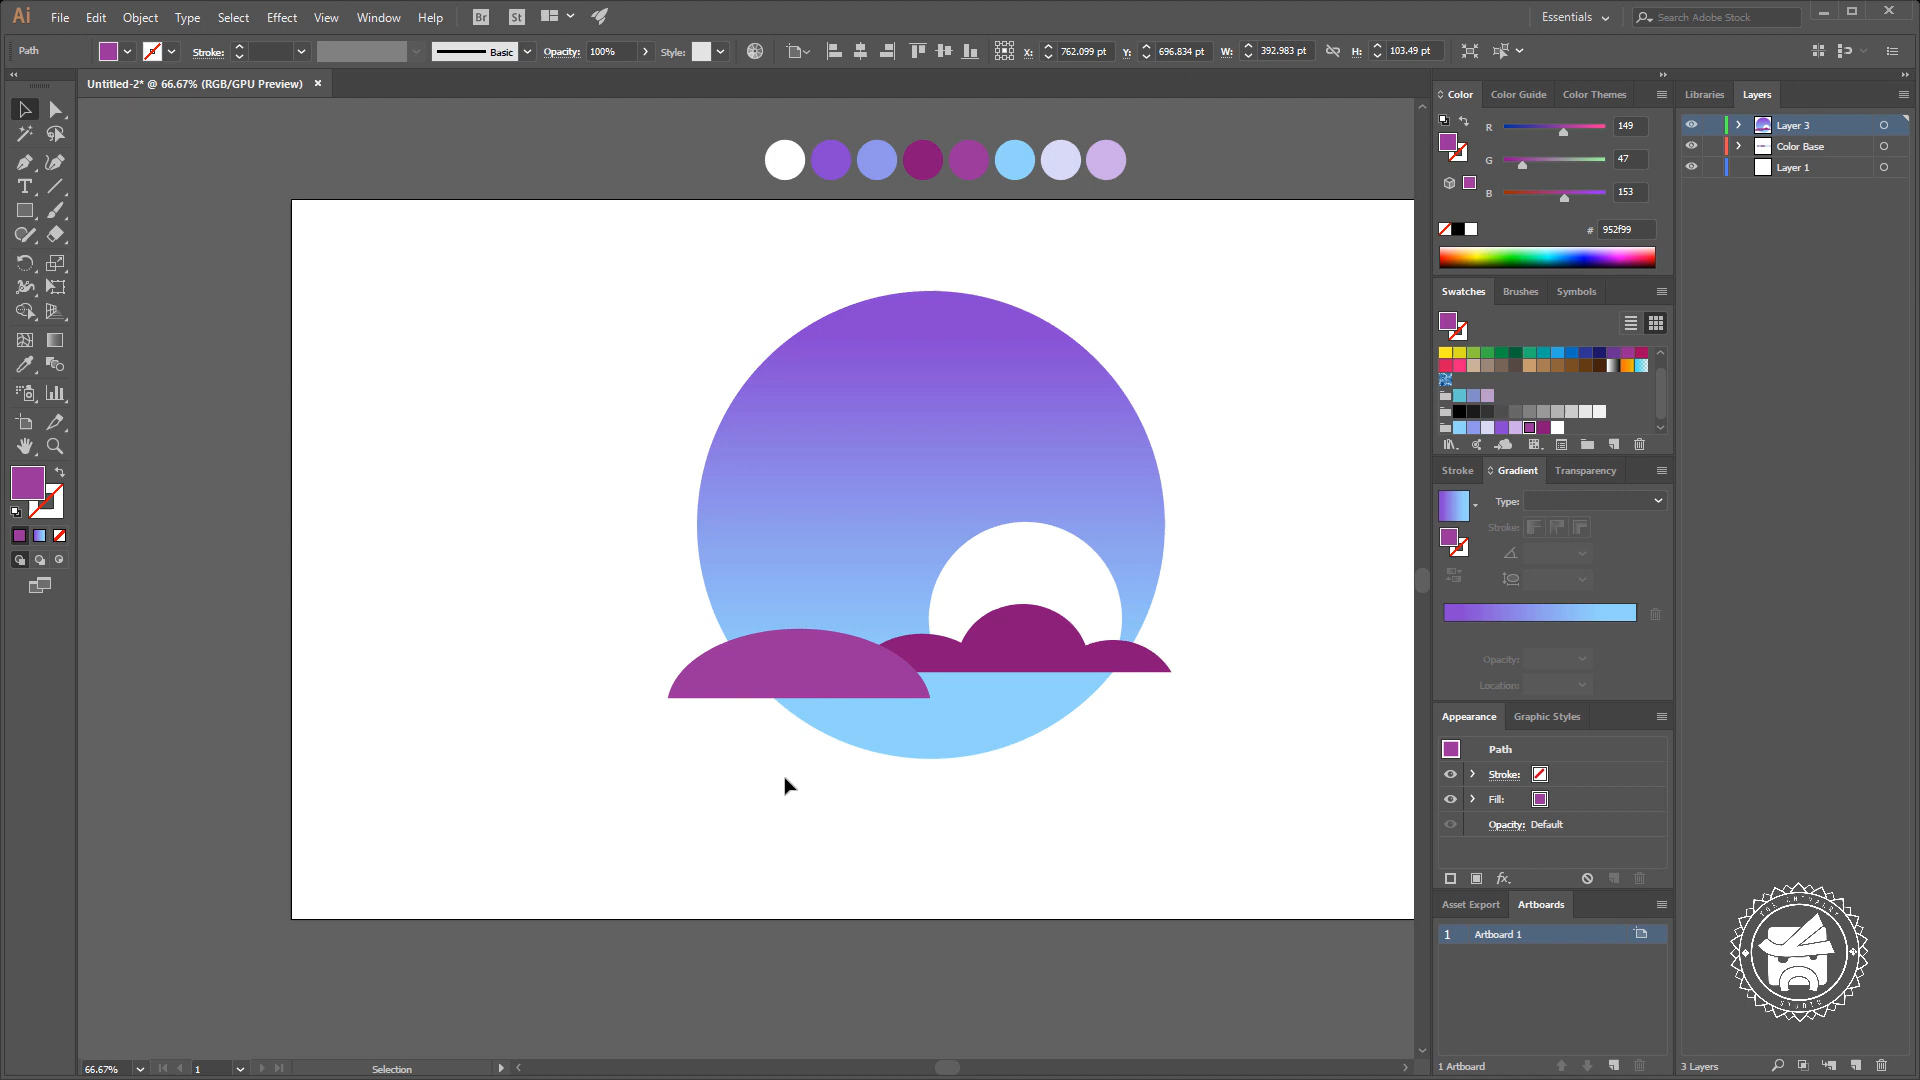 Ai File Edit Object Type Select Effect View Window Help Br St Essentials Search Adobe Stock
Path Stroke: Basic Opacity: 100% Style: X: 762.099 pt Y: 696.834 pt W: 392.983 pt H: 103.49 pt
Untitled-2* @ 66.67% (RGB/GPU Preview) ×
Color Color Guide Color Themes
R 149
G 47
B 153
# 952f99
Swatches Brushes Symbols
Stroke Gradient Transparency
Type:
Stroke:
Opacity:
Location:
Appearance Graphic Styles
Path
Stroke:
Fill:
Opacity: Default
fx.
Asset Export Artboards
1 Artboard 1
1 Artboard
Libraries Layers
Layer 3
Color Base
Layer 1
STUDIO
3 Layers
66.67% 1 Selection